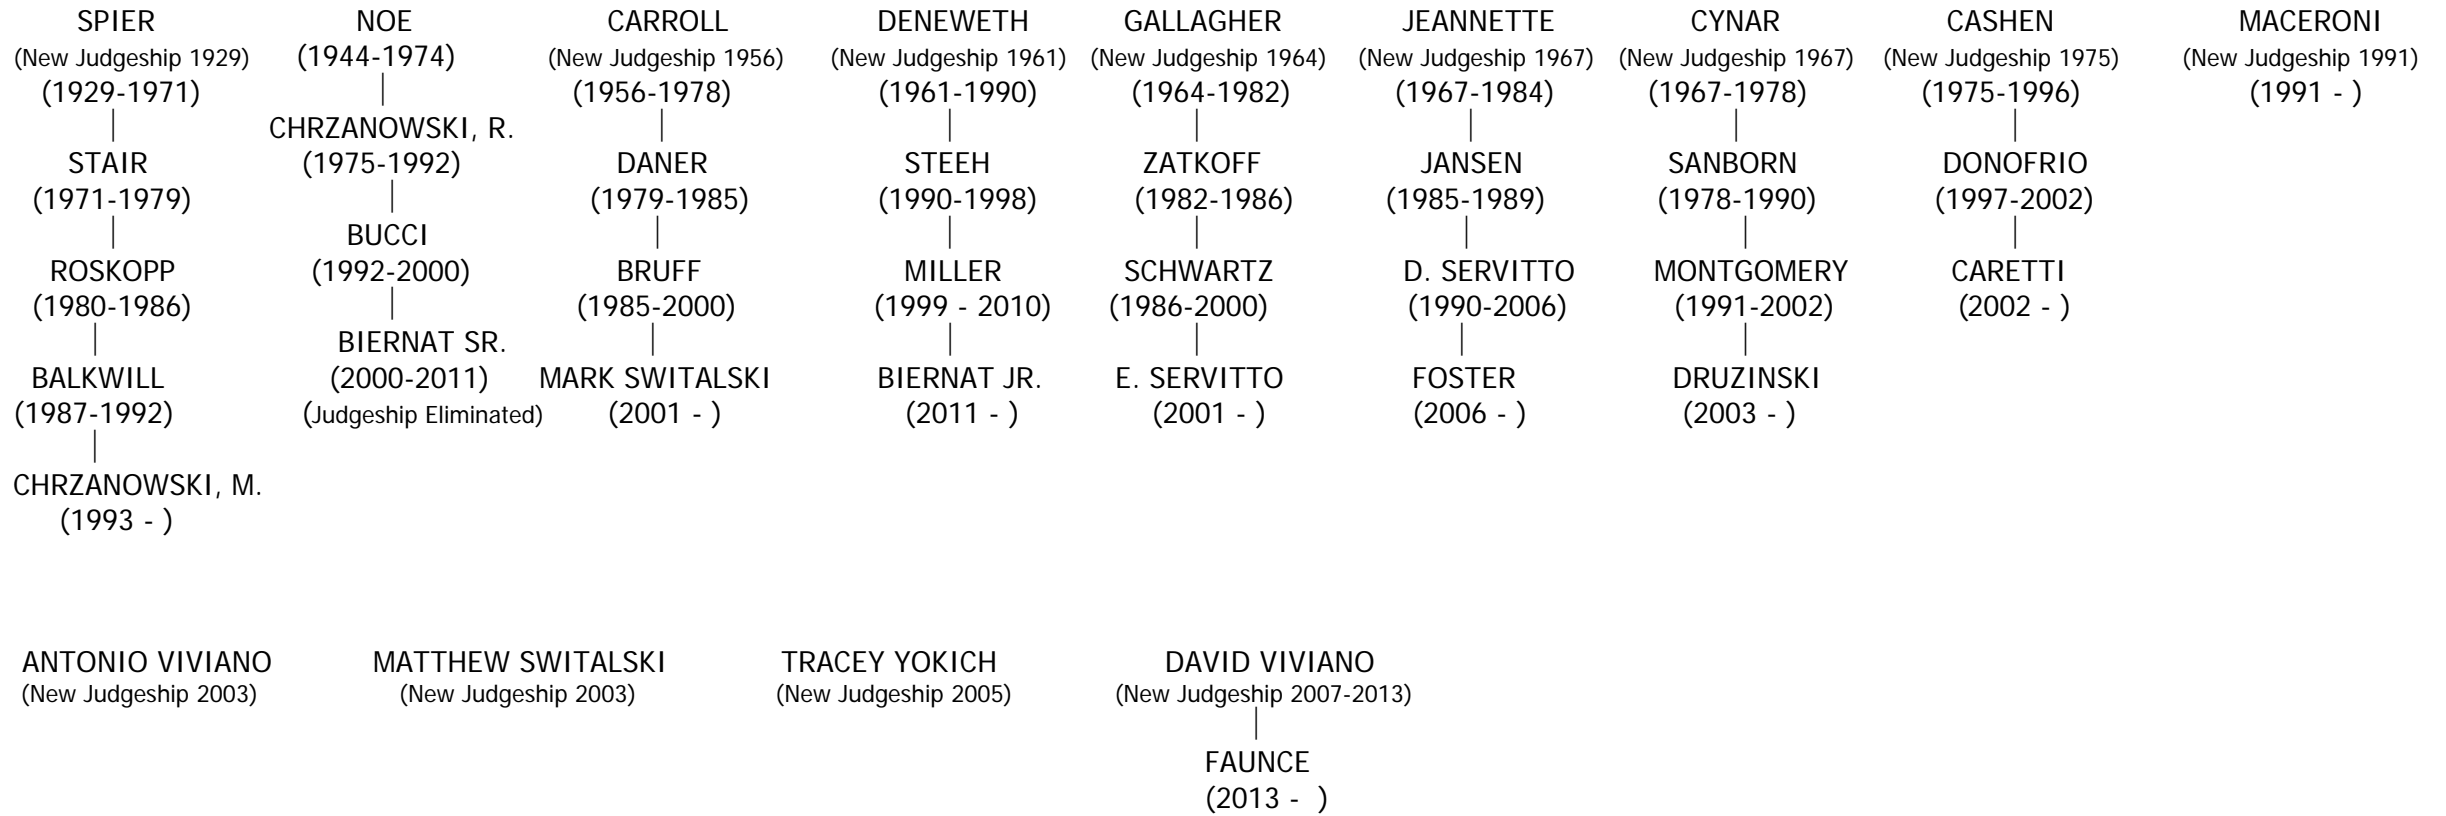 SPIER
(New Judgeship 1929)
(1929-1971)
STAIR
(1971-1979)
ROSKOPP
(1980-1986)
BALKWILL
(1987-1992)
CHRZANOWSKI, M.
(1993 - )
NOE
(1944-1974)
CHRZANOWSKI, R.
(1975-1992)
BUCCI
(1992-2000)
BIERNAT SR.
(2000-2011)
(Judgeship Eliminated)
CARROLL
(New Judgeship 1956)
(1956-1978)
DANER
(1979-1985)
BRUFF
(1985-2000)
MARK SWITALSKI
(2001 - )
DENEWETH
(New Judgeship 1961)
(1961-1990)
STEEH
(1990-1998)
MILLER
(1999 - 2010)
BIERNAT JR.
(2011 - )
GALLAGHER
(New Judgeship 1964)
(1964-1982)
ZATKOFF
(1982-1986)
SCHWARTZ
(1986-2000)
E. SERVITTO
(2001 - )
JEANNETTE
(New Judgeship 1967)
(1967-1984)
JANSEN
(1985-1989)
D. SERVITTO
(1990-2006)
FOSTER
(2006 - )
CYNAR
(New Judgeship 1967)
(1967-1978)
SANBORN
(1978-1990)
MONTGOMERY
(1991-2002)
DRUZINSKI
(2003 - )
CASHEN
(New Judgeship 1975)
(1975-1996)
DONOFRIO
(1997-2002)
CARETTI
(2002 - )
MACERONI
(New Judgeship 1991)
(1991 - )
ANTONIO VIVIANO
(New Judgeship 2003)
MATTHEW SWITALSKI
(New Judgeship 2003)
TRACEY YOKICH
(New Judgeship 2005)
DAVID VIVIANO
(New Judgeship 2007-2013)
FAUNCE
(2013 -  )